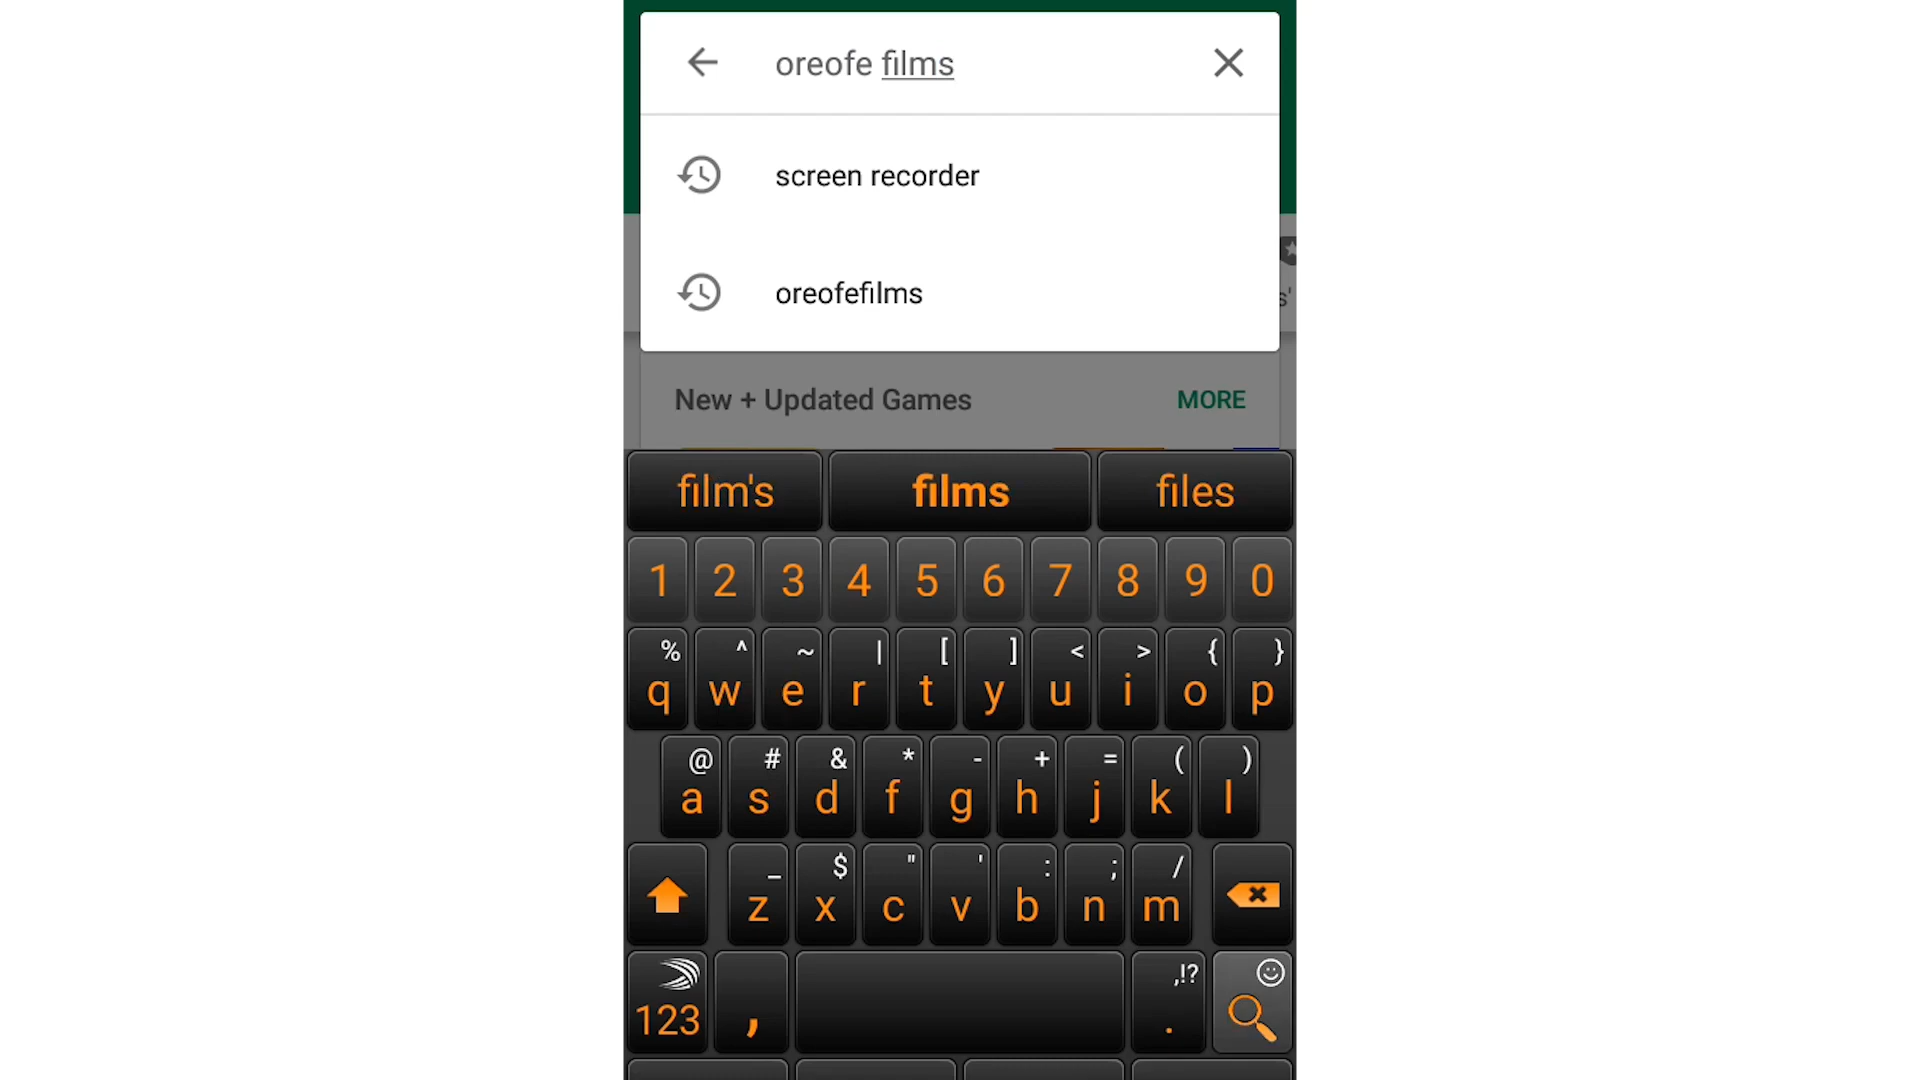 oreofe films
screen recorder
oreofefilms
s'
New + Updated Games MORE
film's films files
1 2 3 4 5 6 7 8 9 0
% ^ ~ | [ ] < > { }
q w e r t y u i o p
@ # & * - + = ( )
a s d f g h j k l
_ $ " ' : ; /
z x c v b n m
,!?
123 , .